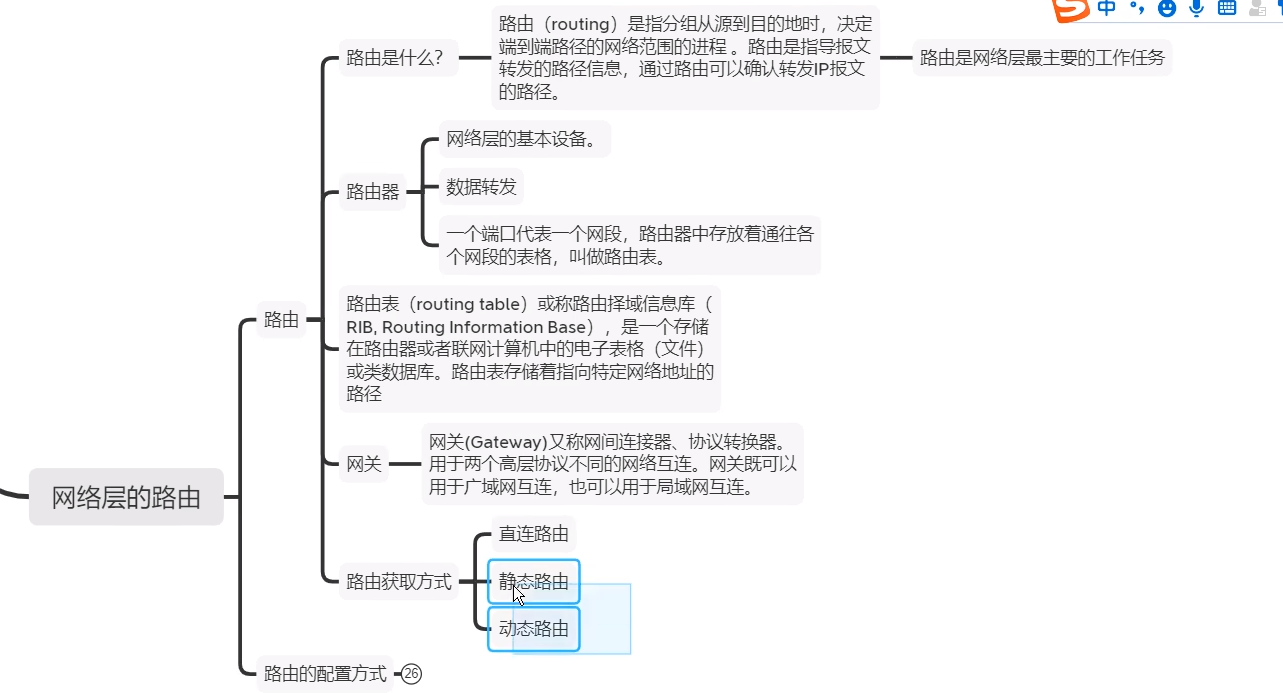 中
路由是什么？
路由（routing）是指分组从源到目的地时，决定
端到端路径的网络范围的进程 。路由是指导报文
转发的路径信息，通过路由可以确认转发IP报文
的路径。
路由是网络层最主要的工作任务
路由器
网络层的基本设备。
数据转发
一个端口代表一个网段，路由器中存放着通往各
个网段的表格，叫做路由表。
路由
路由表（routing table）或称路由择域信息库（
RIB, Routing Information Base），是一个存储
在路由器或者联网计算机中的电子表格（文件）
或类数据库。路由表存储着指向特定网络地址的
路径
网关
网关(Gateway)又称网间连接器、协议转换器。
用于两个高层协议不同的网络互连。网关既可以
用于广域网互连，也可以用于局域网互连。
网络层的路由
路由获取方式
直连路由
静态路由
动态路由
路由的配置方式
26